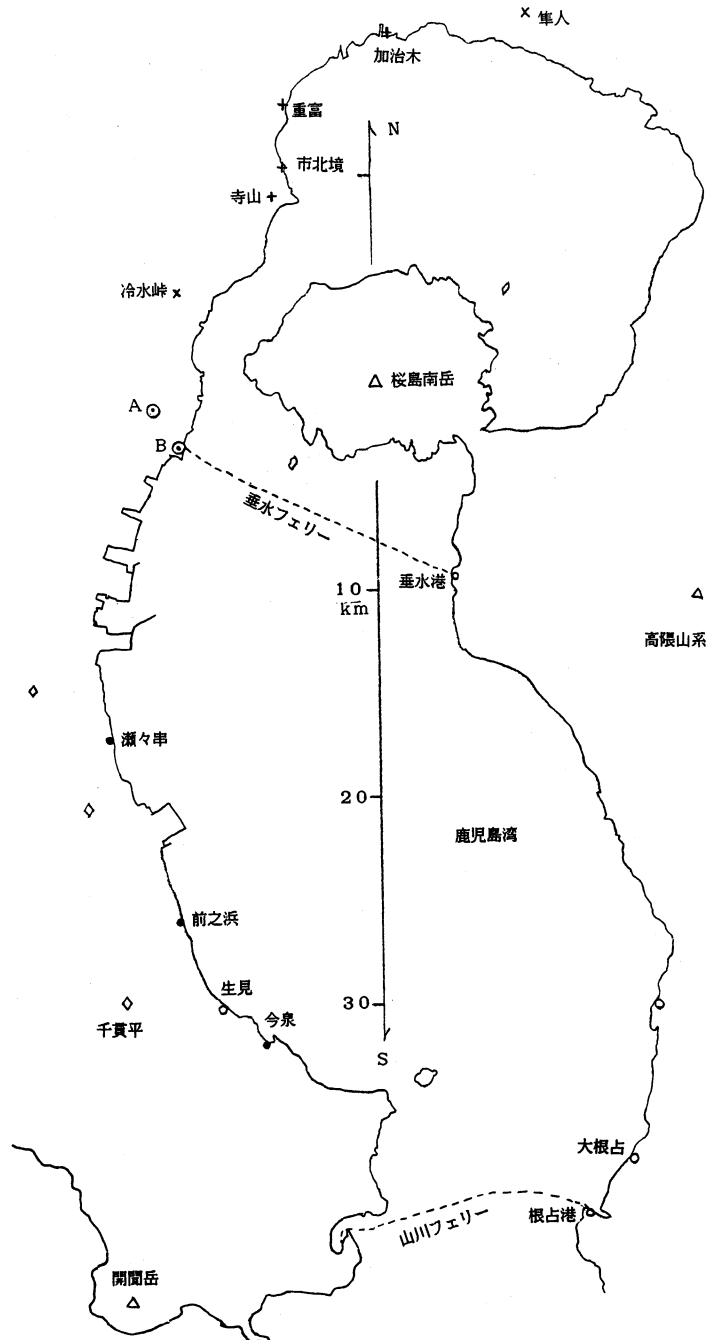 隼人
加治木
重富
N
市北境
寺山
冷水峠
桜島南岳
A
B
垂水フェリー
垂水港
10
km
高隈山系
瀬々串
20
鹿児島湾
前之浜
生見
30
千貫平
今泉
S
大根占
根占港
山川フェリー
開聞岳